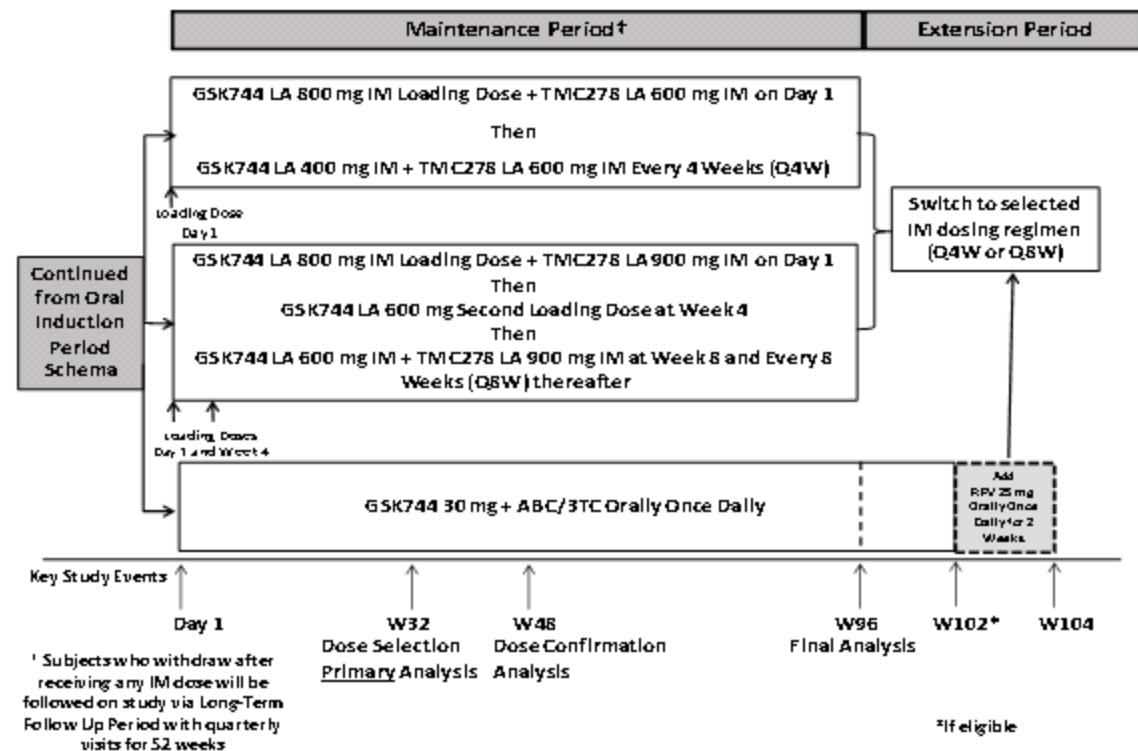 Maintenance Period†
Extension Period
GSK744 LA 800 mg IM Loading Dose + TMC278 LA 600 mg IM on Day 1
Then
GSK744 LA 400 mg IM + TMC278 LA 600 mg IM Every 4 Weeks (Q4W)
Loading Dose
Day 1
Switch to selected
IM dosing regimen
(Q4W or Q8W)
Continued
from Oral
Induction
Period
Schema
GSK744 LA 800 mg IM Loading Dose + TMC278 LA 900 mg IM on Day 1
Then
GSK744 LA 600 mg Second Loading Dose at Week 4
Then
GSK744 LA 600 mg IM + TMC278 LA 900 mg IM at Week 8 and Every 8
Weeks (Q8W) thereafter
Loading Doses
Day 1 and Week 4
GSK744 30 mg + ABC/3TC Orally Once Daily
Add
RPV 25 mg
Orally Once
Daily for 2
Weeks
Key Study Events
Day 1
W32
Dose Selection
Primary Analysis
W48
Dose Confirmation
Analysis
W96
Final Analysis
W102*
W104
† Subjects who withdraw after
receiving any IM dose will be
followed on study via Long-Term
Follow Up Period with quarterly
visits for 52 weeks
*If eligible